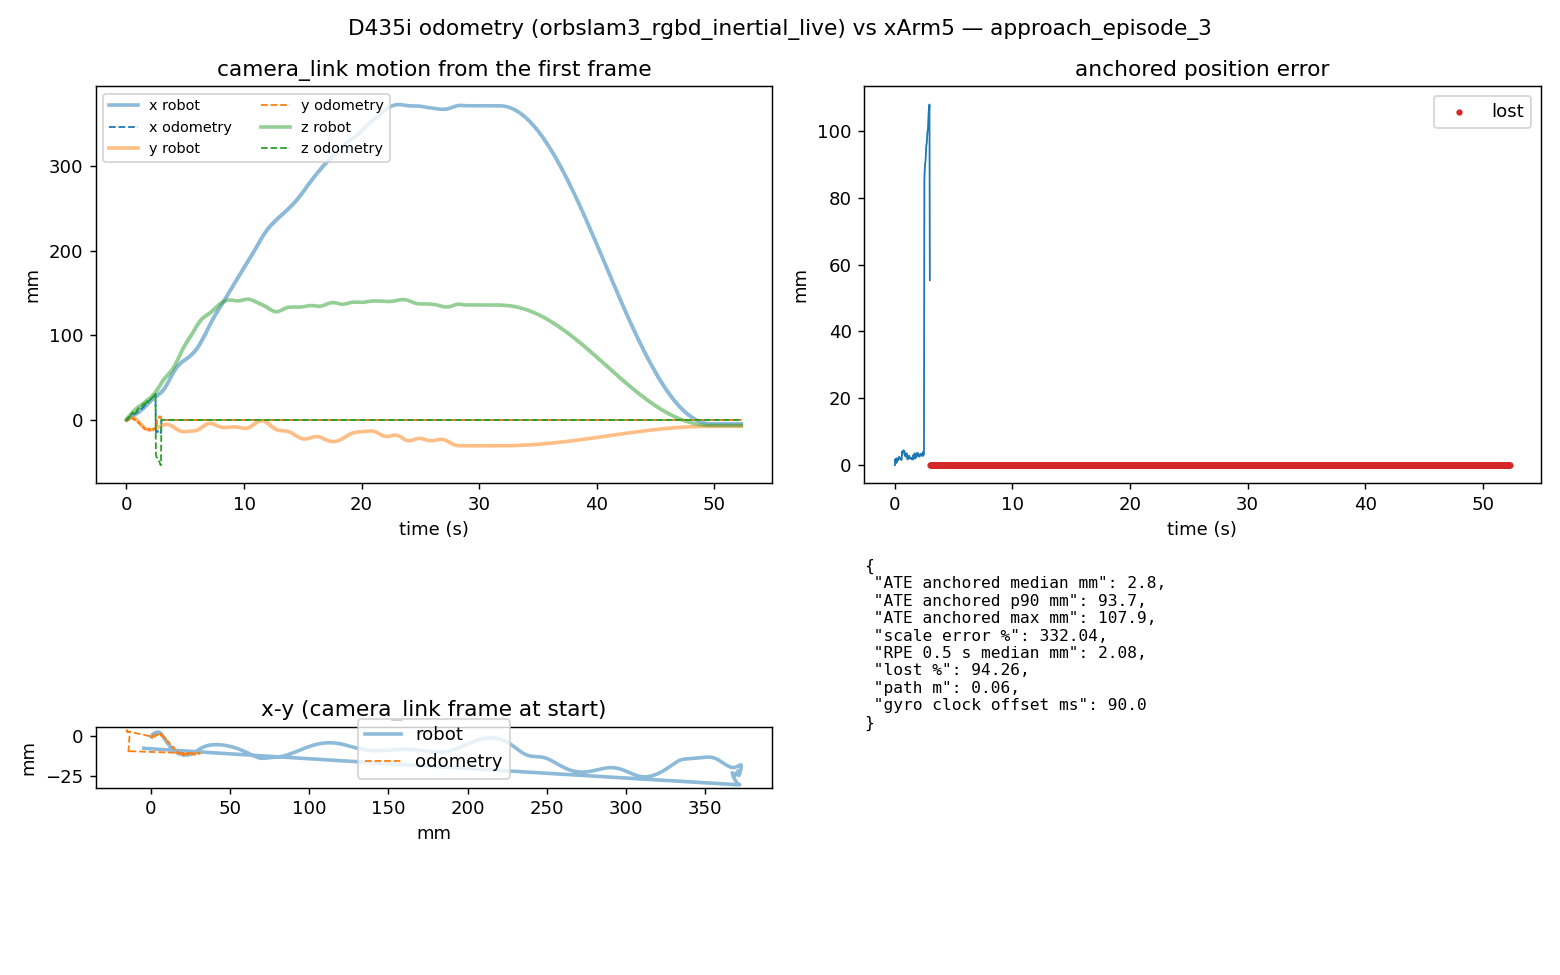 D435i odometry (orbslam3_rgbd_inertial_live) vs xArm5 — approach_episode_3
camera_link motion from the first frame
x robot
x odometry
y robot
y odometry
z robot
z odometry
mm
300
200
100
0
0
10
20
30
40
50
time (s)
anchored position error
lost
mm
100
80
60
40
20
0
0
10
20
30
40
50
time (s)
x-y (camera_link frame at start)
robot
odometry
mm
0
−25
0
50
100
150
200
250
300
350
mm
{
"ATE anchored median mm": 2.8,
"ATE anchored p90 mm": 93.7,
"ATE anchored max mm": 107.9,
"scale error %": 332.04,
"RPE 0.5 s median mm": 2.08,
"lost %": 94.26,
"path m": 0.06,
"gyro clock offset ms": 90.0
}